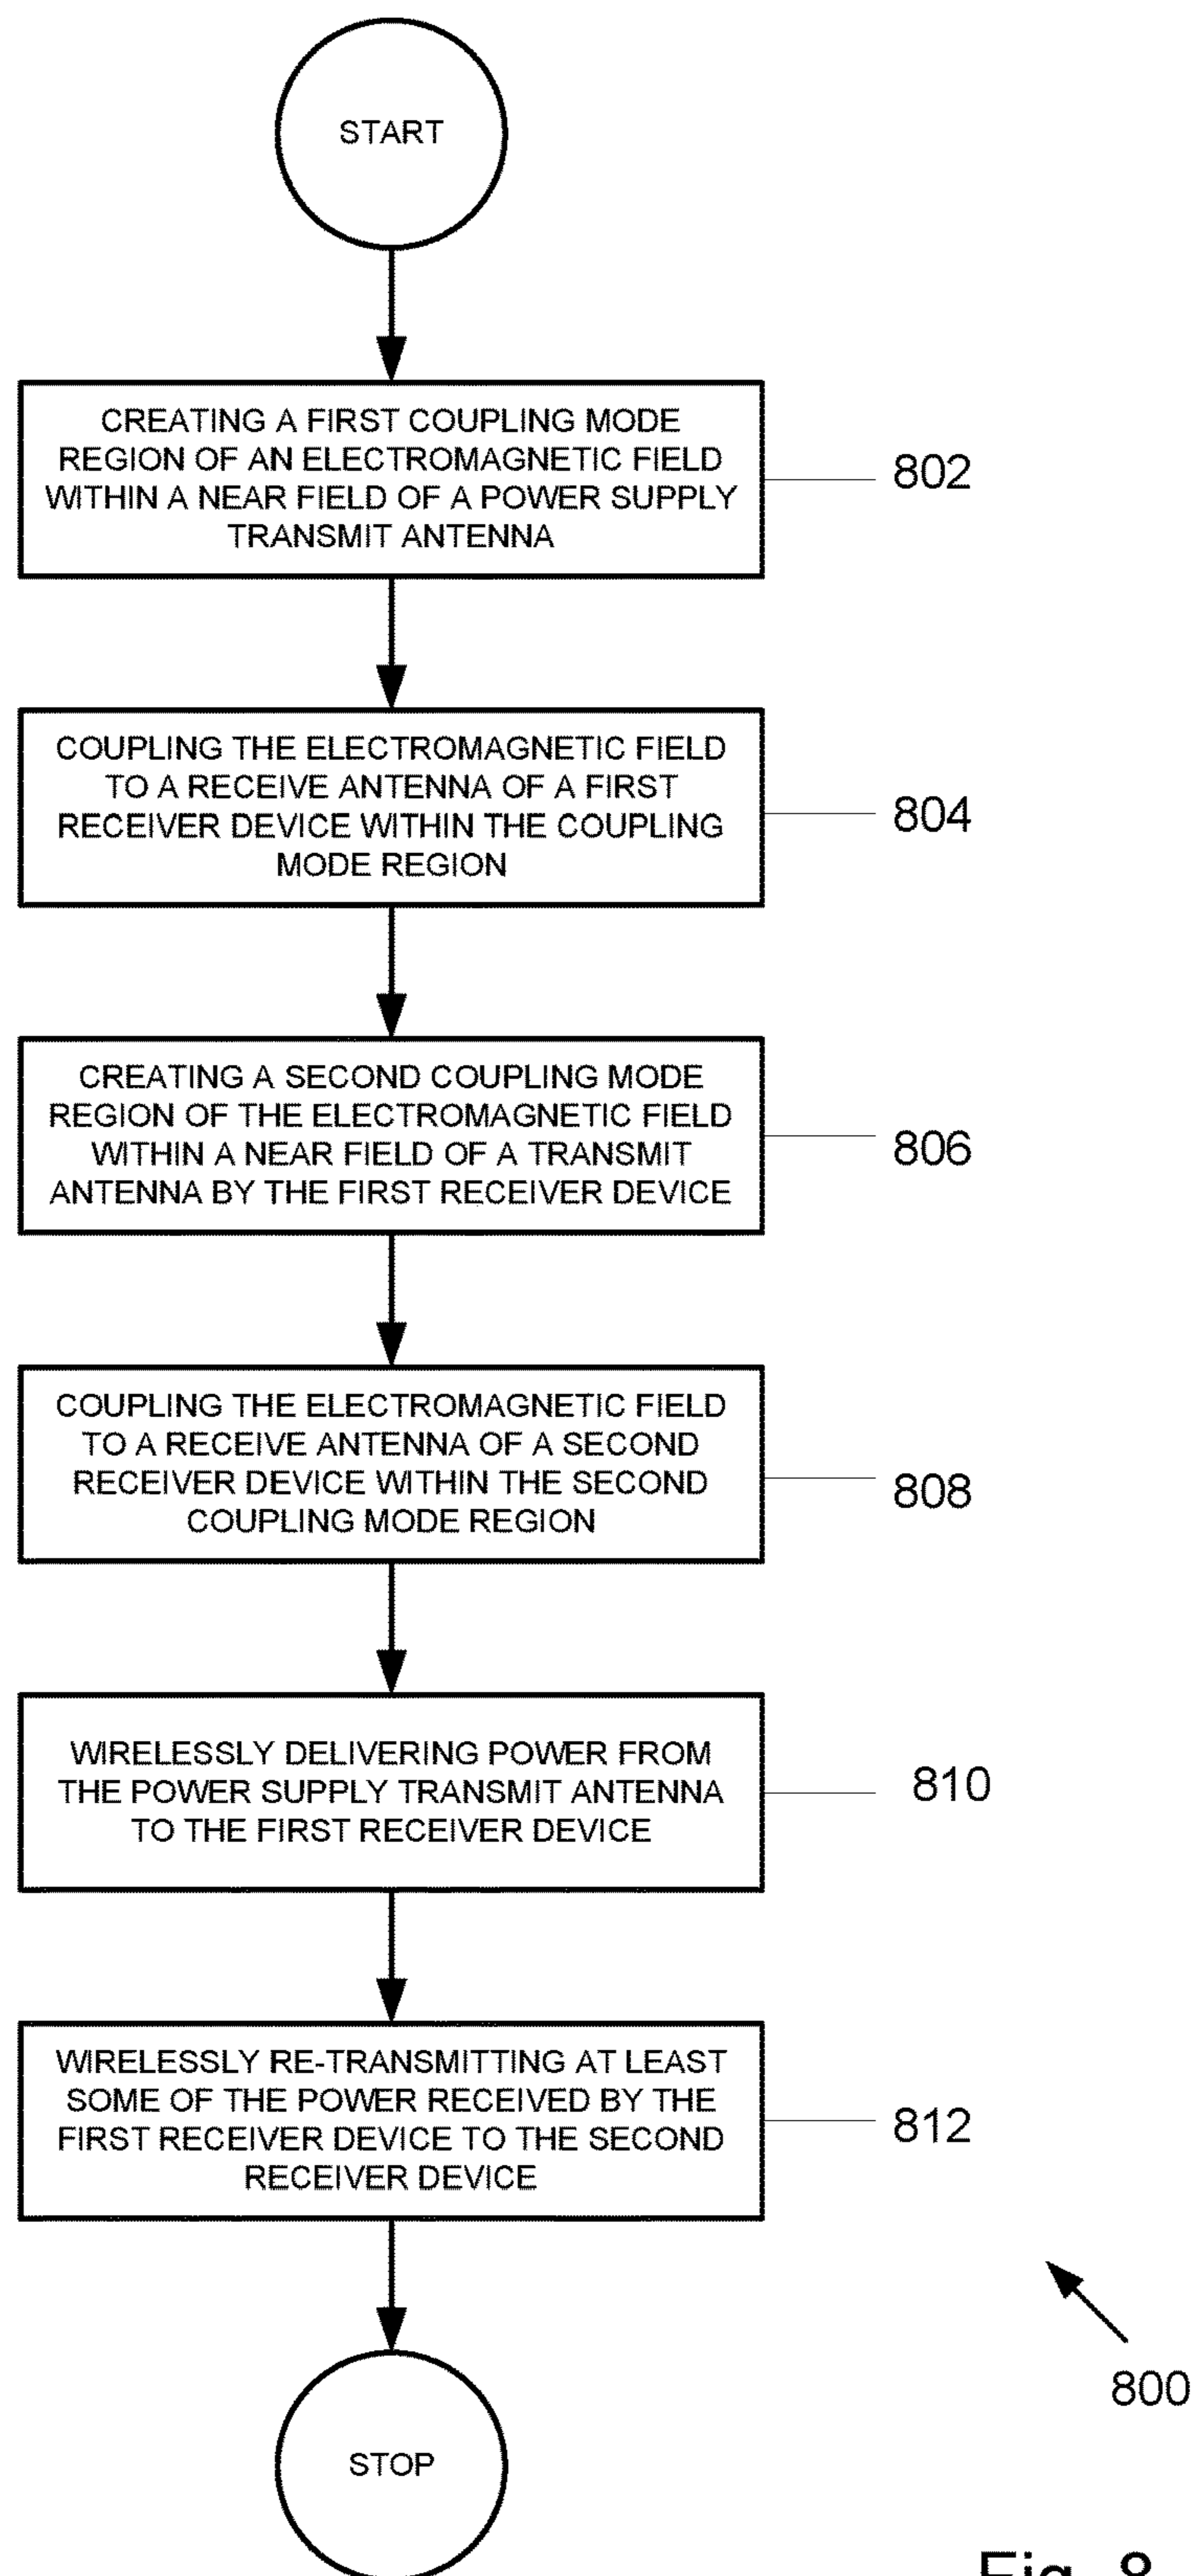 START
CREATING A FIRST COUPLING MODE
REGION OF AN ELECTROMAGNETIC FIELD
WITHIN A NEAR FIELD OF A POWER SUPPLY
TRANSMIT ANTENNA
802
COUPLING THE ELECTROMAGNETIC FIELD
TO A RECEIVE ANTENNA OF A FIRST
RECEIVER DEVICE WITHIN THE COUPLING
MODE REGION
804
CREATING A SECOND COUPLING MODE
REGION OF THE ELECTROMAGNETIC FIELD
WITHIN A NEAR FIELD OF A TRANSMIT
ANTENNA BY THE FIRST RECEIVER DEVICE
806
COUPLING THE ELECTROMAGNETIC FIELD
TO A RECEIVE ANTENNA OF A SECOND
RECEIVER DEVICE WITHIN THE SECOND
COUPLING MODE REGION
808
WIRELESSLY DELIVERING POWER FROM
THE POWER SUPPLY TRANSMIT ANTENNA
TO THE FIRST RECEIVER DEVICE
810
WIRELESSLY RE-TRANSMITTING AT LEAST
SOME OF THE POWER RECEIVED BY THE
FIRST RECEIVER DEVICE TO THE SECOND
RECEIVER DEVICE
812
800
STOP
Fig. 8